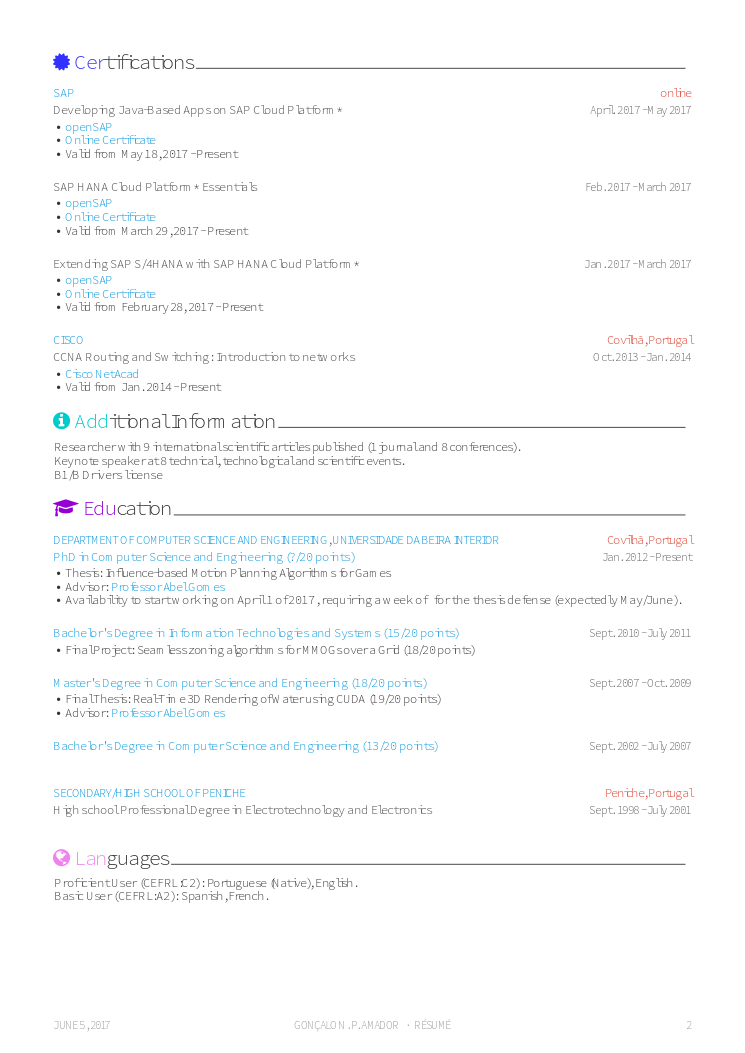 Certifications
SAP online
Developing Java-Based Apps on SAP Cloud Platform * April. 2017 - May 2017
• openSAP
• Online Certificate
• Valid from May 18, 2017 - Present
SAP HANA Cloud Platform * Essentials Feb. 2017 - March 2017
• openSAP
• Online Certificate
• Valid from March 29, 2017 - Present
Extending SAP S/4HANA with SAP HANA Cloud Platform * Jan. 2017 - March 2017
• openSAP
• Online Certificate
• Valid from February 28, 2017 - Present
CISCO Covilhã, Portugal
CCNA Routing and Switching: Introduction to networks Oct. 2013 - Jan. 2014
• Cisco NetAcad
• Valid from Jan. 2014 - Present
Additional Information
Researcher with 9 international scientific articles published (1 journal and 8 conferences).
Keynote speaker at 8 technical, technological and scientific events.
B1/B Drivers license
Education
DEPARTMENT OF COMPUTER SCIENCE AND ENGINEERING, UNIVERSIDADE DA BEIRA INTERIOR Covilhã, Portugal
PhD in Computer Science and Engineering (?/20 points) Jan. 2012 - Present
• Thesis: Influence-based Motion Planning Algorithms for Games
• Advisor: Professor Abel Gomes
• Availability to start working on April 1 of 2017, requiring a week of for the thesis defense (expectedly May/June).
Bachelor's Degree in Information Technologies and Systems (15/20 points) Sept. 2010 - July 2011
• Final Project: Seamless zoning algorithms for MMOGs over a Grid (18/20 points)
Master's Degree in Computer Science and Engineering (18/20 points) Sept. 2007 - Oct. 2009
• Final Thesis: Real-Time 3D Rendering of Water using CUDA (19/20 points)
• Advisor: Professor Abel Gomes
Bachelor's Degree in Computer Science and Engineering (13/20 points) Sept. 2002 - July 2007
SECONDARY/HIGH SCHOOL OF PENICHE Peniche, Portugal
High school Professional Degree in Electrotechnology and Electronics Sept. 1998 - July 2001
Languages
Proficient User (CEFRL:C2): Portuguese (Native), English.
Basic User (CEFRL:A2): Spanish, French.
JUNE 5, 2017 GONÇALO N. P. AMADOR · RÉSUMÉ 2